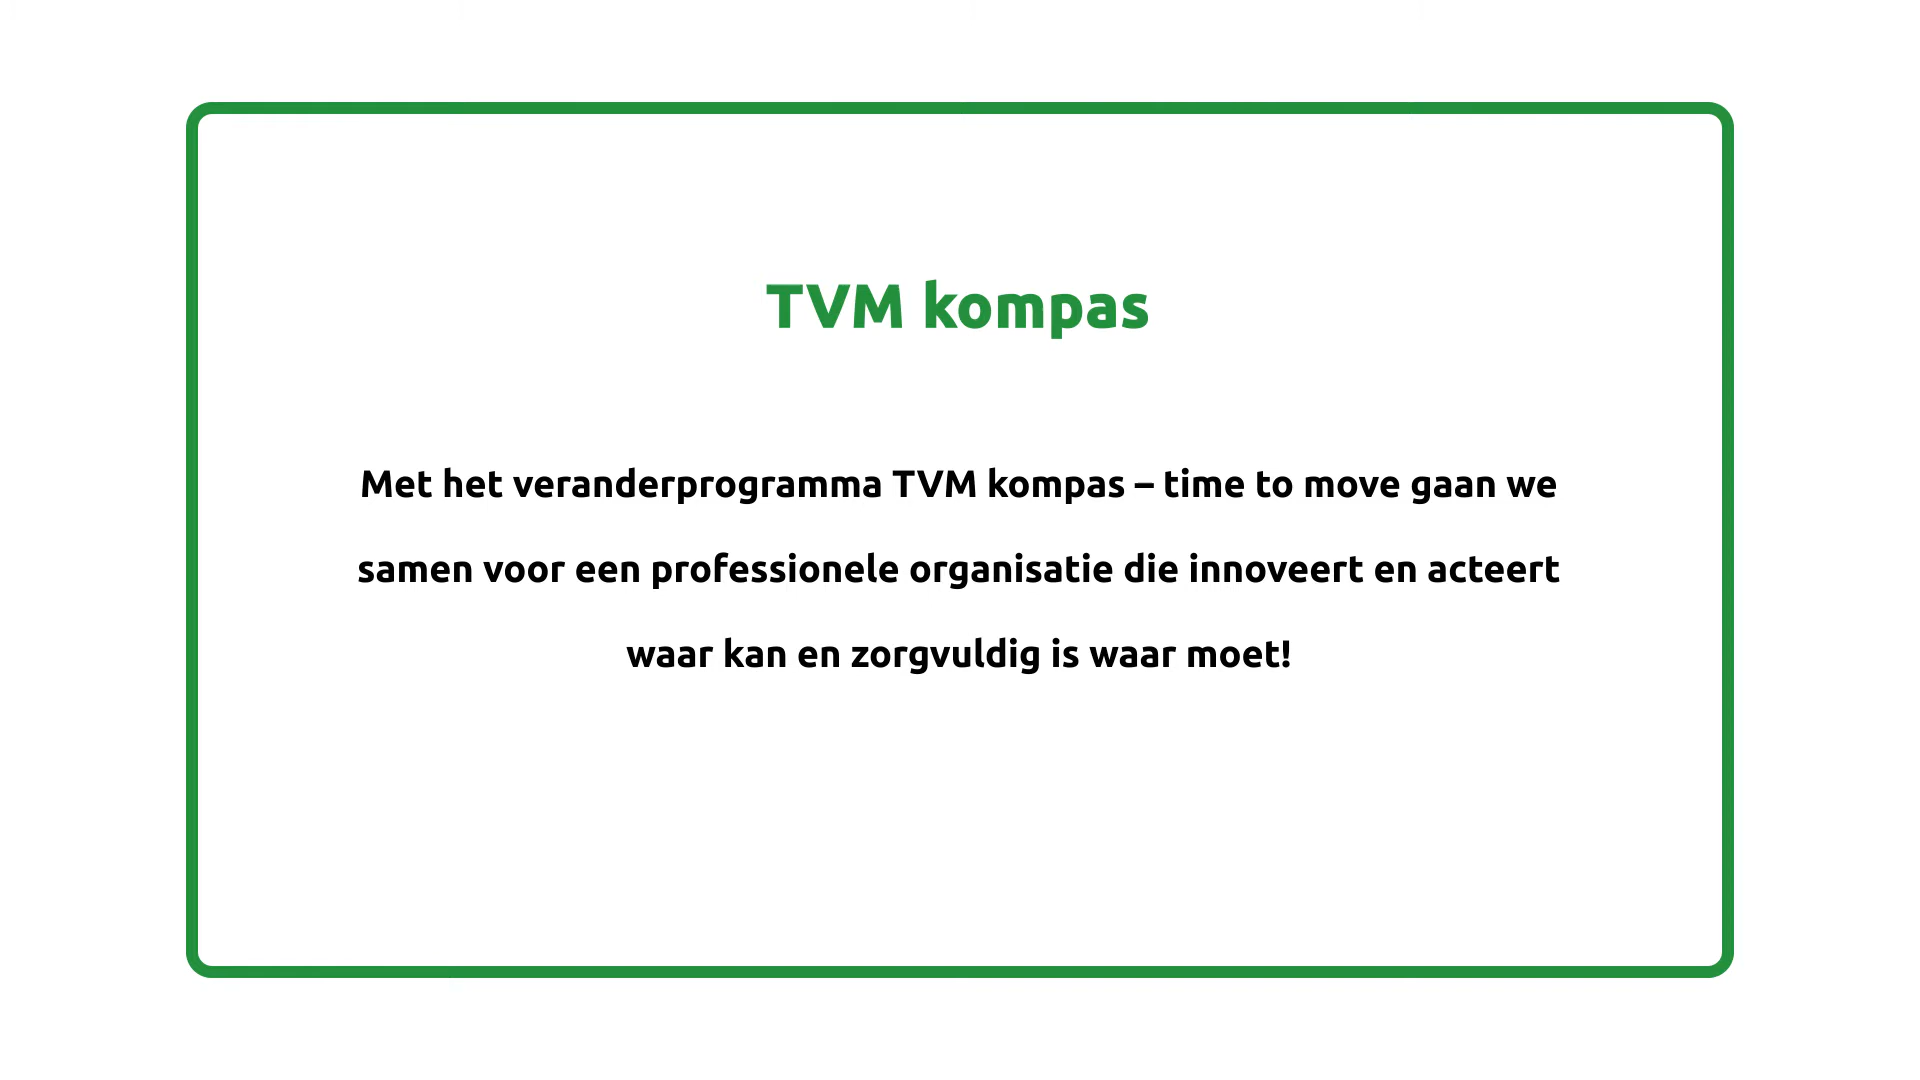 TVM kompas
Met het veranderprogramma TVM kompas – time to move gaan we
samen voor een professionele organisatie die innoveert en acteert
waar kan en zorgvuldig is waar moet!